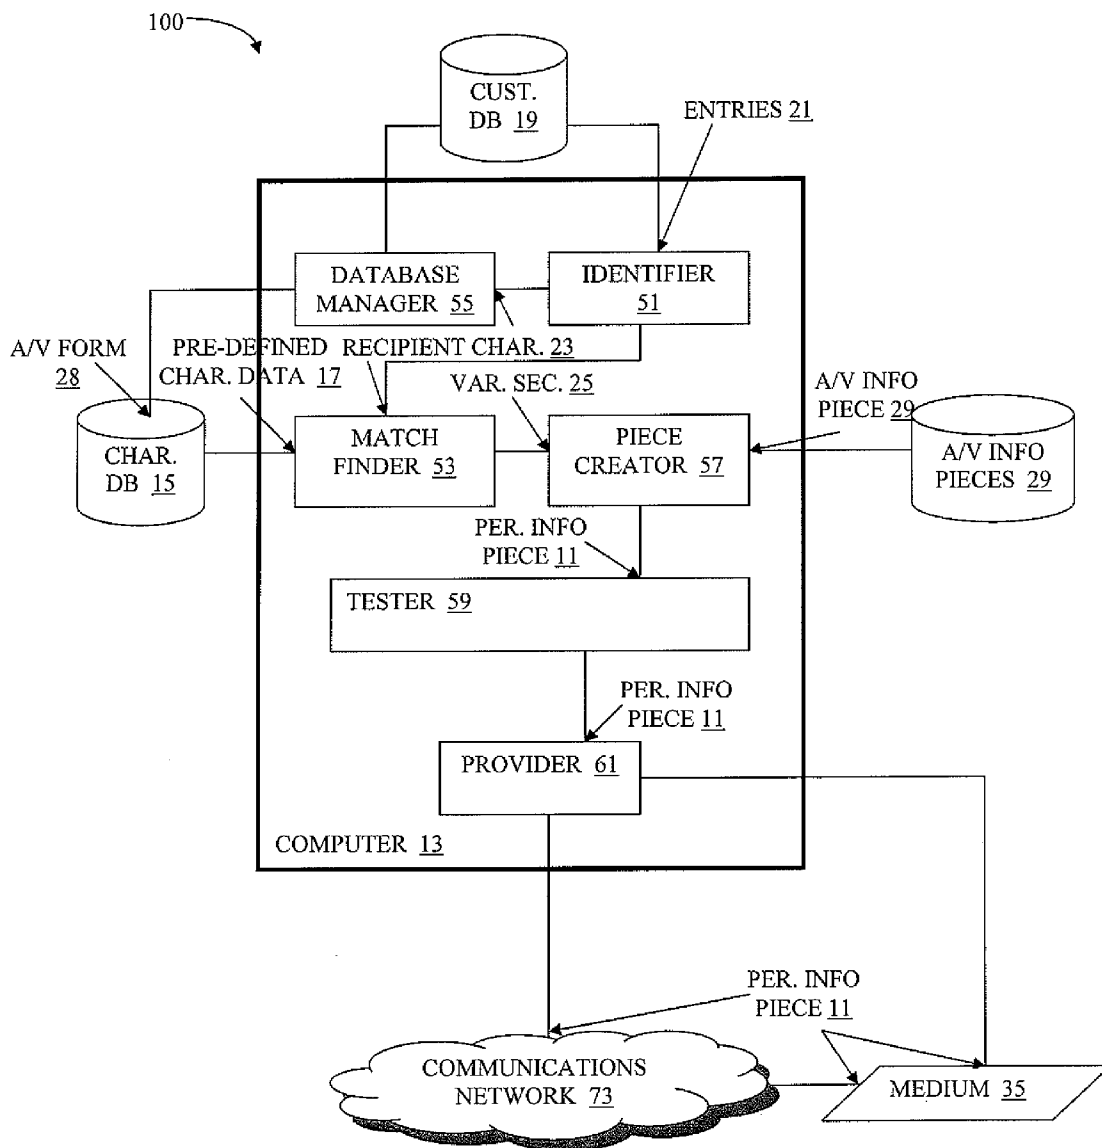 100
CUST.
DB 19
ENTRIES 21
DATABASE
MANAGER 55
IDENTIFIER
51
A/V FORM
28
PRE-DEFINED
CHAR. DATA 17
RECIPIENT CHAR. 23
VAR. SEC. 25
A/V INFO
PIECE 29
CHAR.
DB 15
MATCH
FINDER 53
PIECE
CREATOR 57
A/V INFO
PIECES 29
PER. INFO
PIECE 11
TESTER 59
PER. INFO
PIECE 11
PROVIDER 61
COMPUTER 13
PER. INFO
PIECE 11
COMMUNICATIONS
NETWORK 73
MEDIUM 35